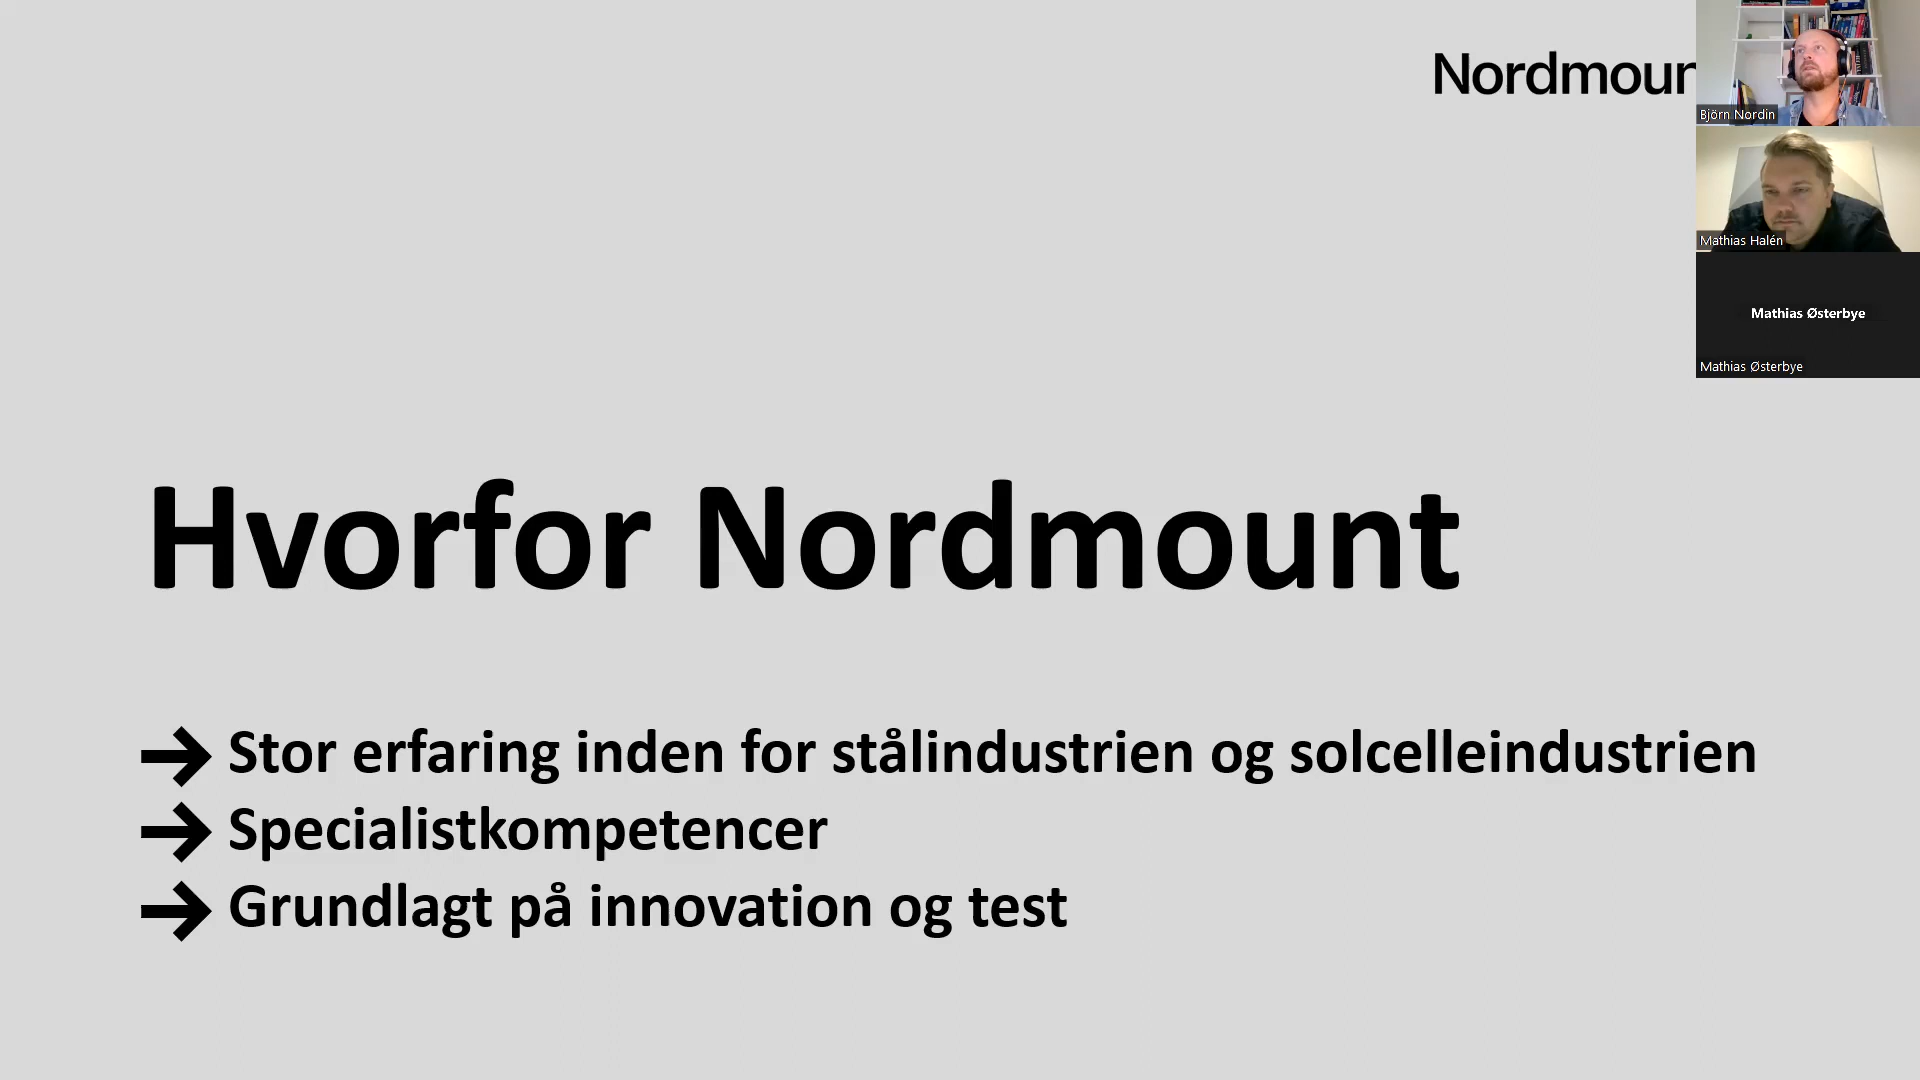 Nordmoun
Björn Nordin
Mathias Halén
Mathias Østerbye
Mathias Østerbye
Hvorfor Nordmount
→ Stor erfaring inden for stålindustrien og solcelleindustrien
→ Specialistkompetencer
→ Grundlagt på innovation og test